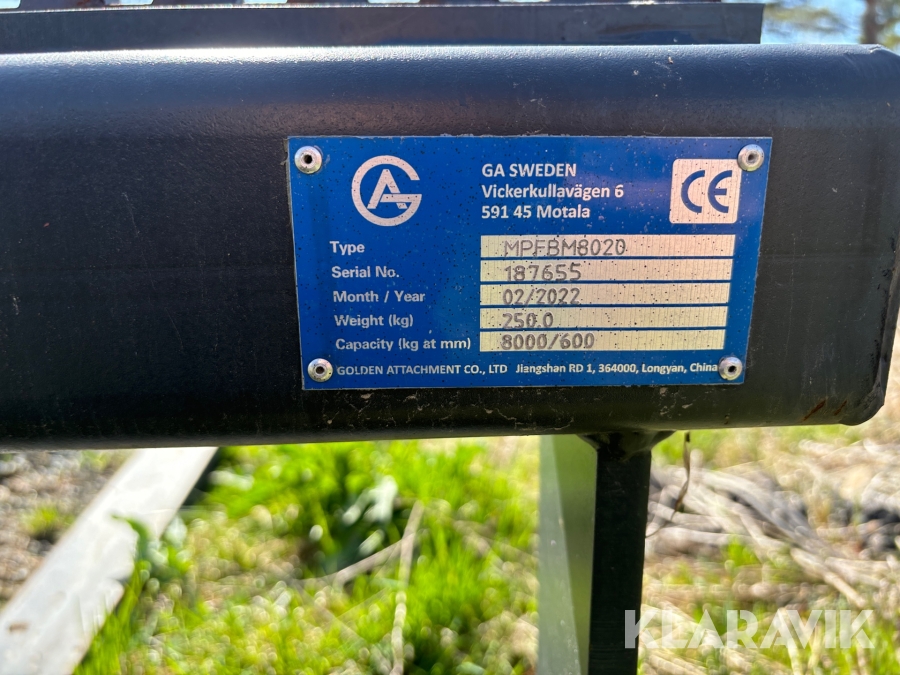 GA SWEDEN
Vickerkullavägen 6
591 45 Motala
CE
Type MPFBM8020
Serial No. 187655
Month / Year 02/2022
Weight (kg) 250.0
Capacity (kg at mm) 8000/600
GOLDEN ATTACHMENT CO., LTD Jiangshan RD 1, 364000, Longyan, China
KLARAVIK